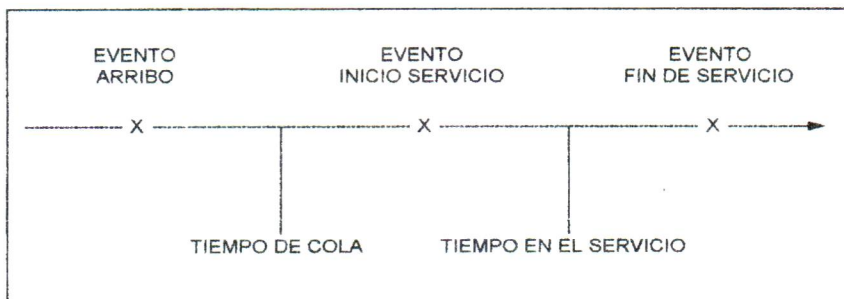 EVENTO
ARRIBO
EVENTO
INICIO SERVICIO
EVENTO
FIN DE SERVICIO
X
X
X
TIEMPO DE COLA
TIEMPO EN EL SERVICIO